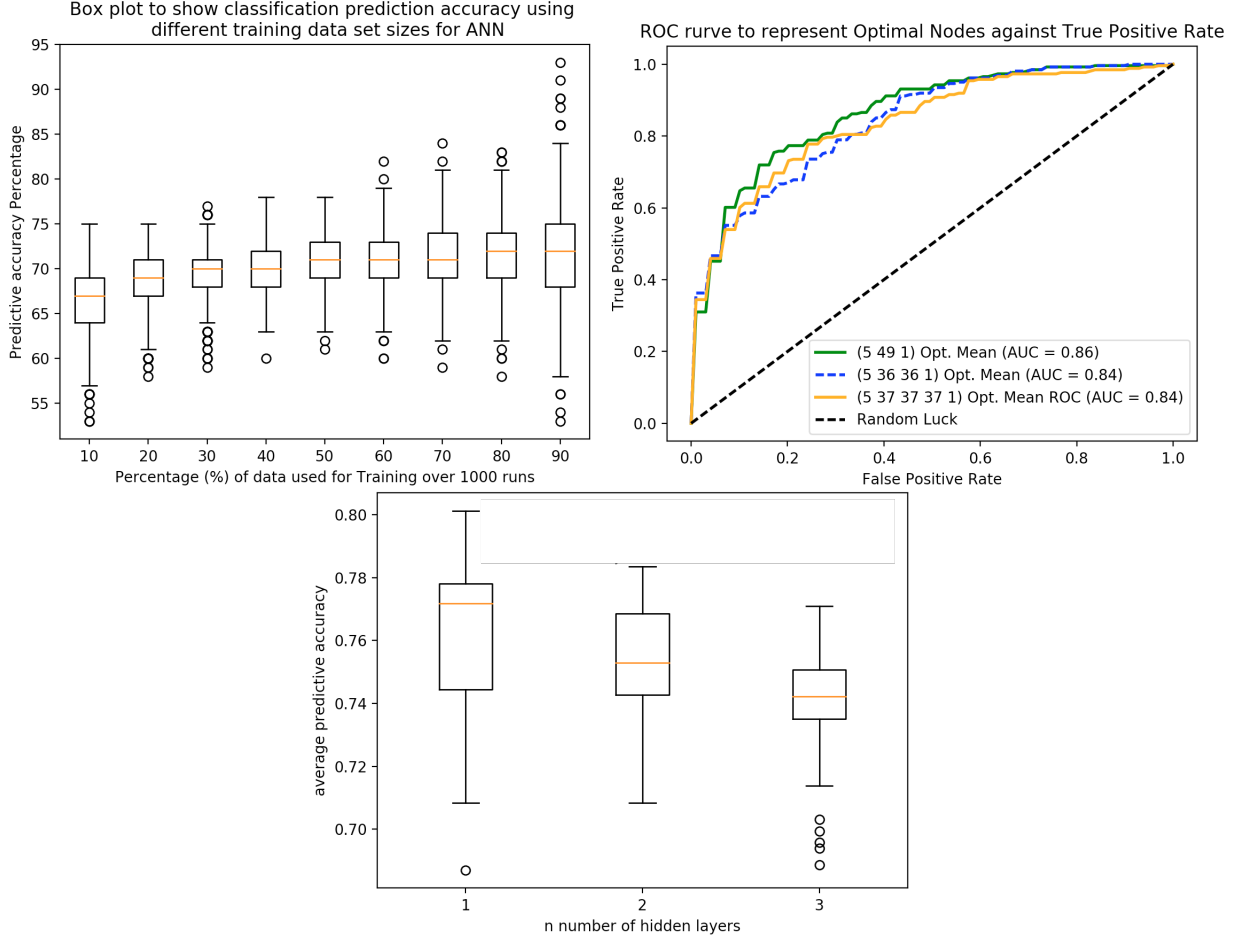 Box plot to show classification prediction accuracy using
different training data set sizes for ANN
Predictive accuracy Percentage
95
90
85
80
75
70
65
60
55
10 20 30 40 50 60 70 80 90
Percentage (%) of data used for Training over 1000 runs
ROC rurve to represent Optimal Nodes against True Positive Rate
True Positive Rate
1.0
0.8
0.6
0.4
0.2
0.0
(5 49 1) Opt. Mean (AUC = 0.86)
(5 36 36 1) Opt. Mean (AUC = 0.84)
(5 37 37 37 1) Opt. Mean ROC (AUC = 0.84)
Random Luck
0.0 0.2 0.4 0.6 0.8 1.0
False Positive Rate
average predictive accuracy
0.80
0.78
0.76
0.74
0.72
0.70
1 2 3
n number of hidden layers